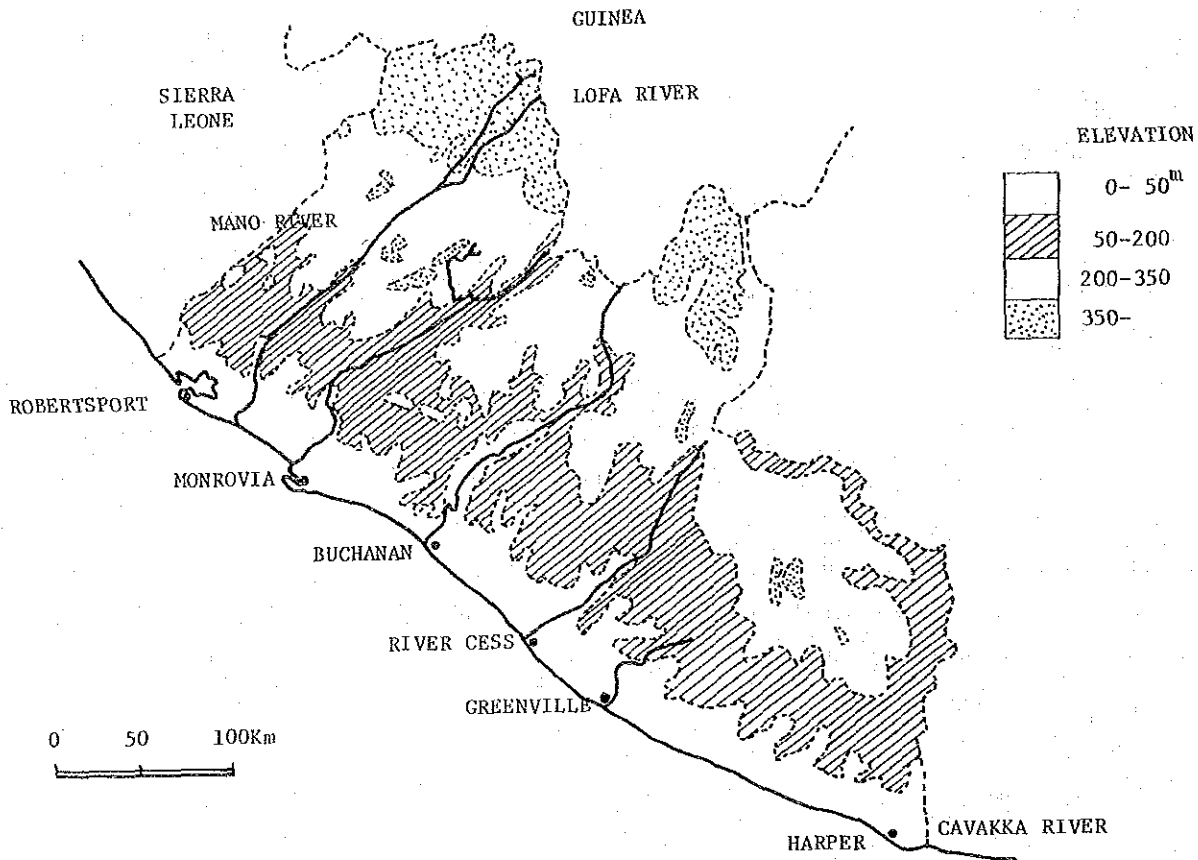 GUINEA
SIERRA
LEONE
LOFA RIVER
ELEVATION
0- 50m
50-200
200-350
350-
MANO RIVER
ROBERTSPORT
MONROVIA
BUCHANAN
RIVER CESS
GREENVILLE
0 50 100Km
HARPER
CAVAKKA RIVER